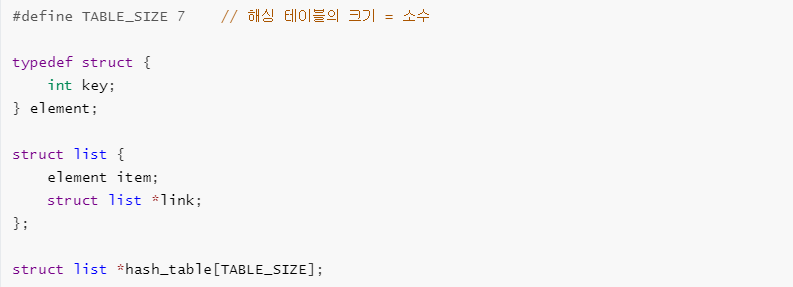 #define TABLE_SIZE 7    // 해싱 테이블의 크기 = 소수
typedef struct {
    int key;
} element;
struct list {
    element item;
    struct list *link;
};
struct list *hash_table[TABLE_SIZE];